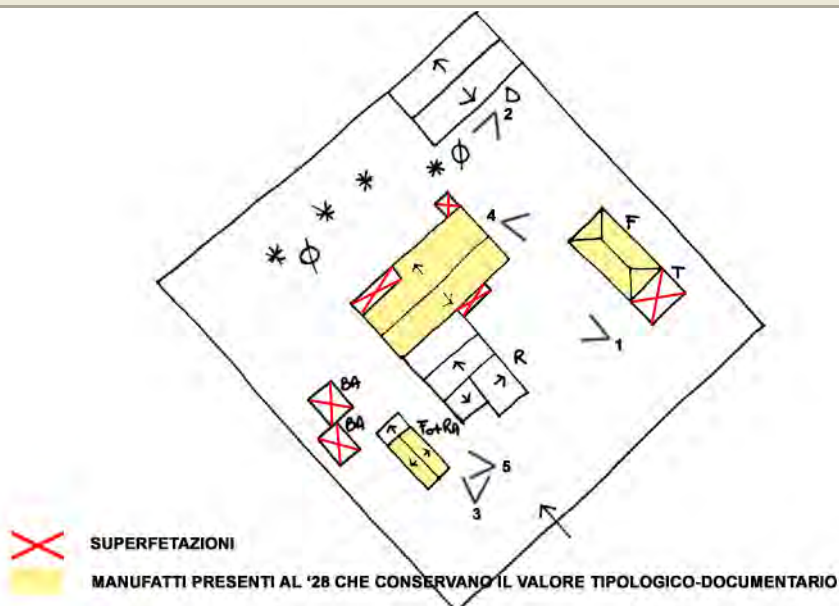 D
2
4
F
T
1
R
BA
BA
Fo+RA
5
3
SUPERFETAZIONI
MANUFATTI PRESENTI AL '28 CHE CONSERVANO IL VALORE TIPOLOGICO-DOCUMENTARIO